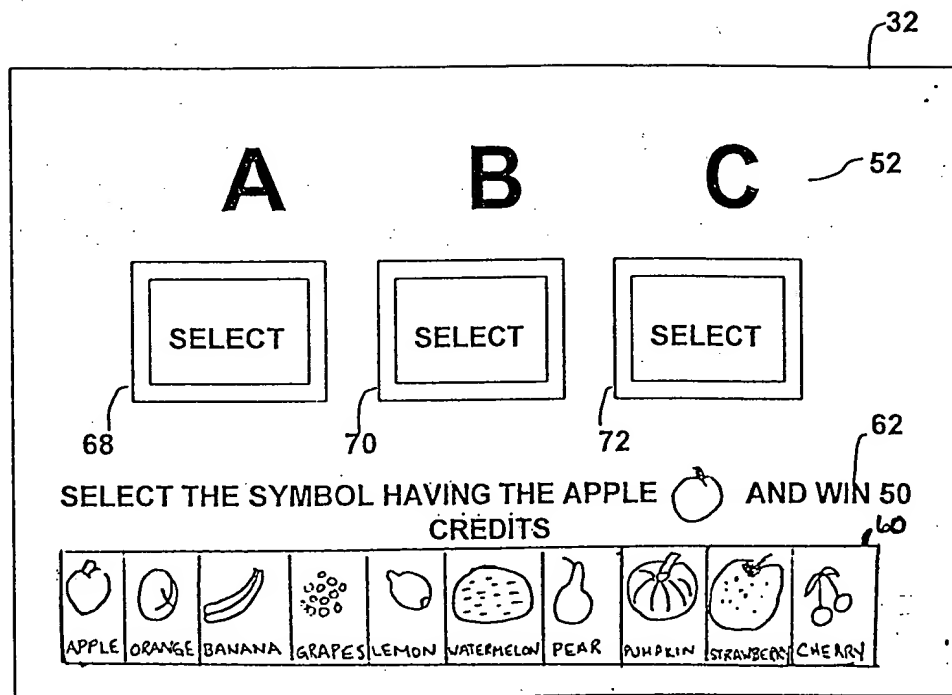 32
A B C
52
SELECT SELECT SELECT
68 70 72 62
SELECT THE SYMBOL HAVING THE APPLE AND WIN 50
CREDITS
60
APPLE ORANGE BANANA GRAPES LEMON WATERMELON PEAR PUMPKIN STRAWBERRY CHERRY